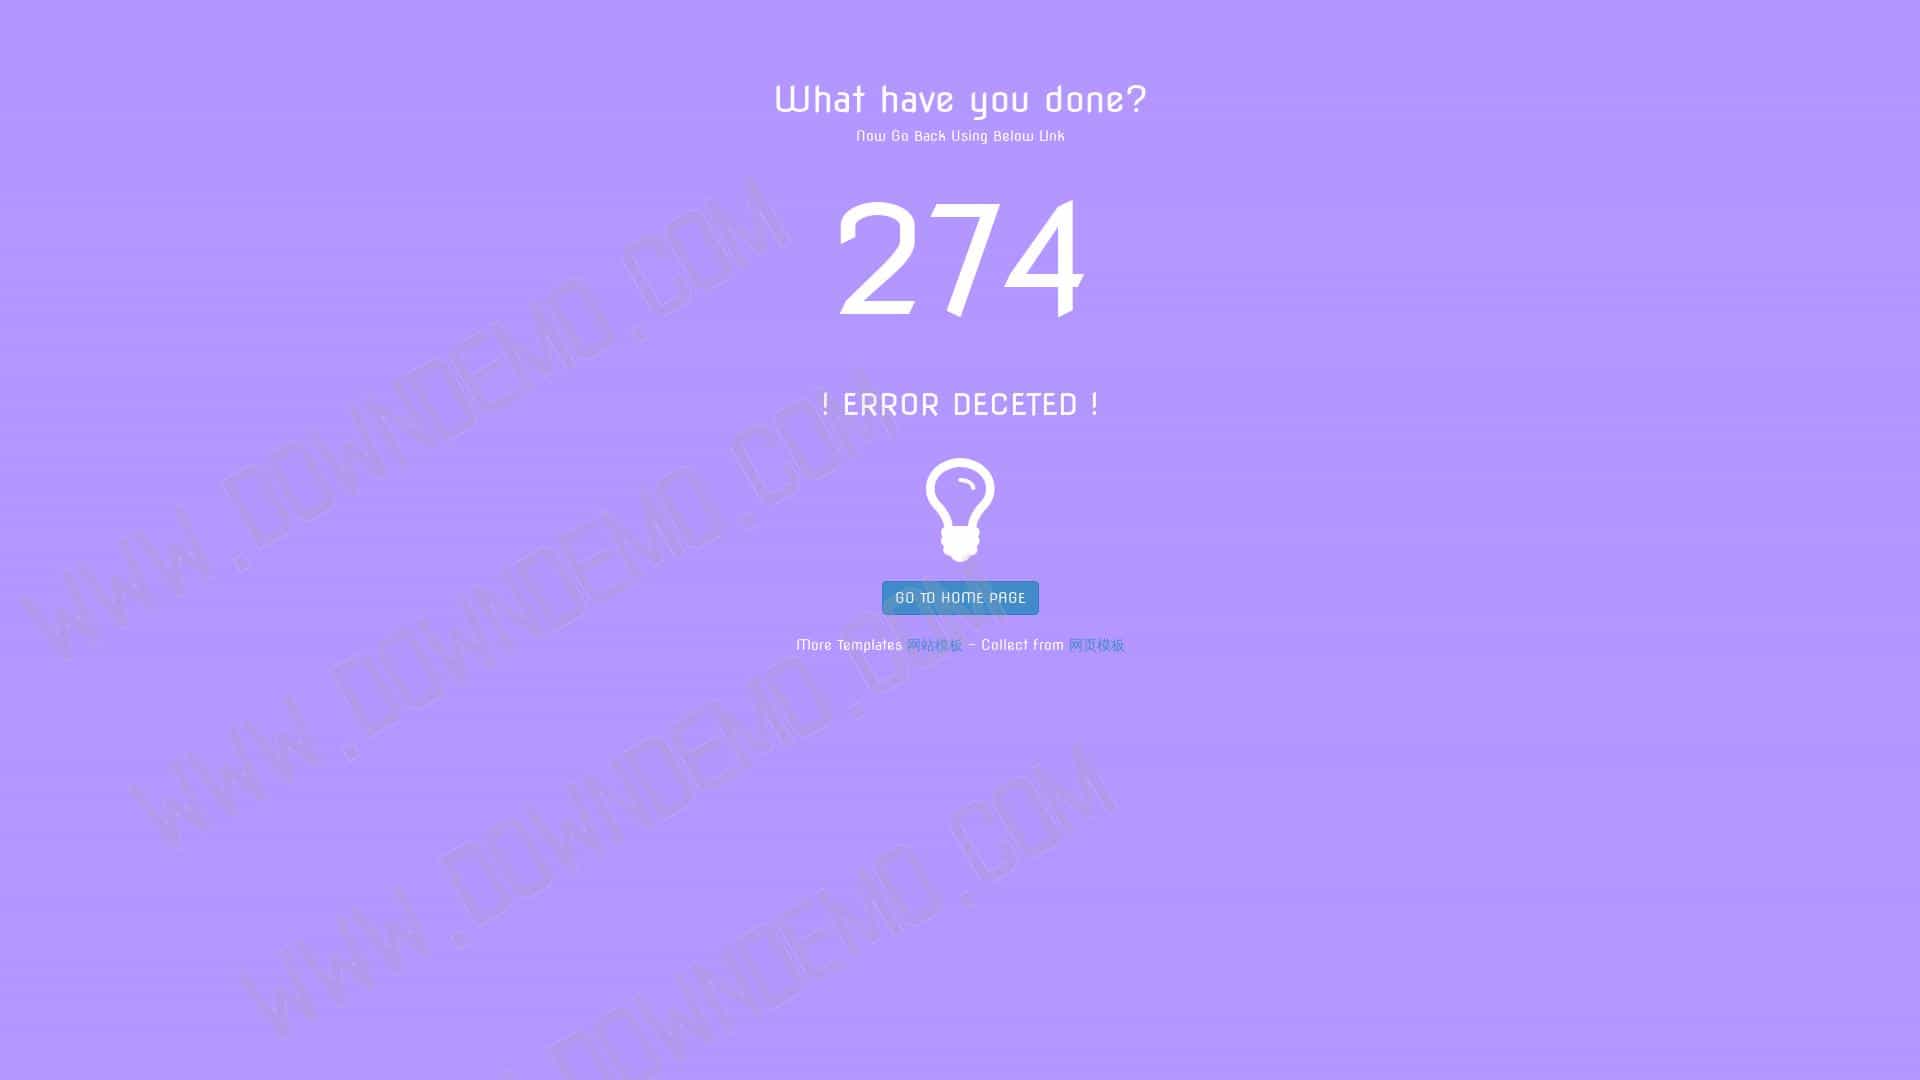 What have you done?
Now Go Back Using Below Link
274
! ERROR DECETED !
GO TO HOME PAGE
More Templates 网站模板 - Collect from 网页模板
WWW.DOWNDEMO.COM
WWW.DOWNDEMO.COM
WWW.DOWNDEMO.COM
DOWNDEMO.COM